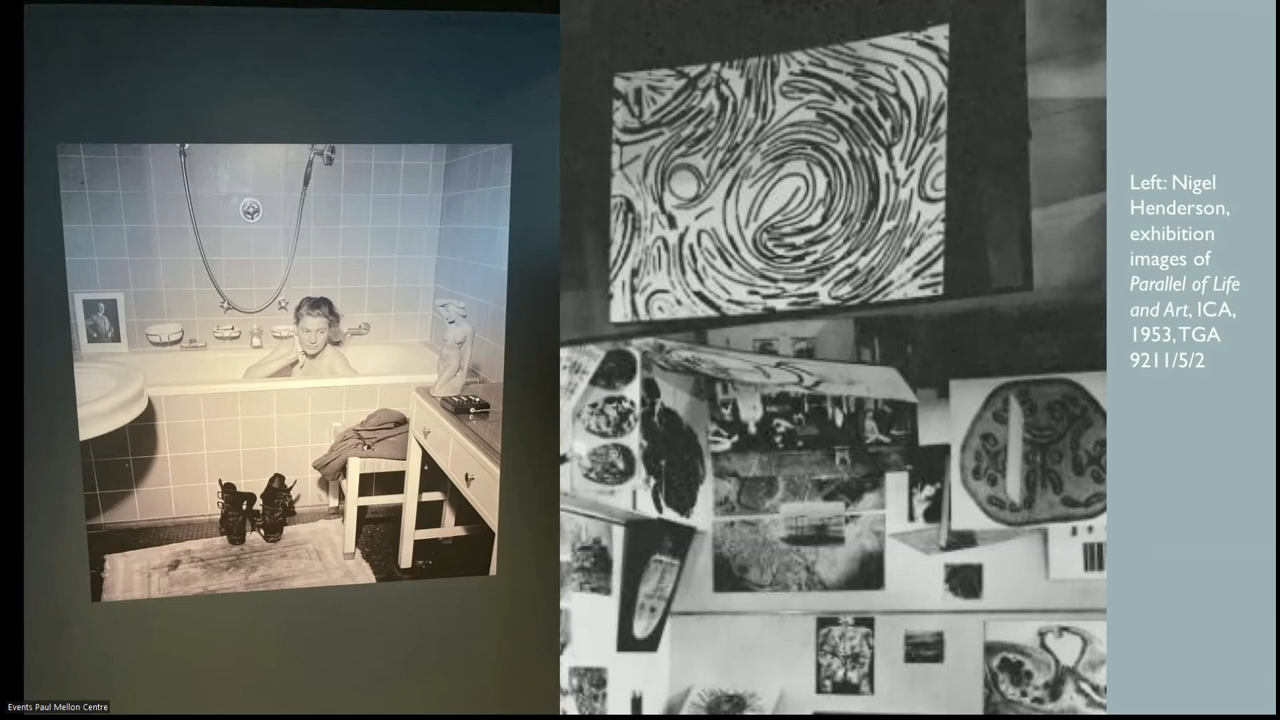 Left: Nigel
Henderson,
exhibition
images of
Parallel of Life
and Art, ICA,
1953, TGA
9211/5/2
Events Paul Mellon Centre